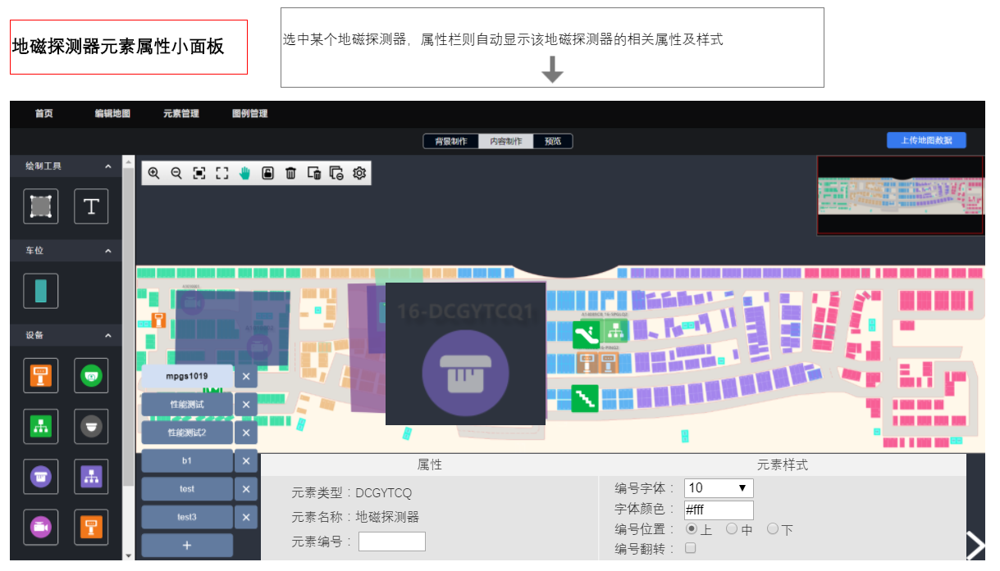 地磁探测器元素属性小面板
选中某个地磁探测器，属性栏则自动显示该地磁探测器的相关属性及样式
首页 编辑地图 元素管理 图例管理
背景制作 内容制作 预览 上传地图数据
绘制工具
T
车位
16-DCGYTCQ1
设备
mpgs1019 ×
性能测试 ×
性能测试2 ×
b1 ×
test ×
test3 ×
+
属性 元素样式
元素类型：DCGYTCQ
元素名称：地磁探测器
元素编号：
编号字体： 10
字体颜色： #fff
编号位置： 上 中 下
编号翻转：